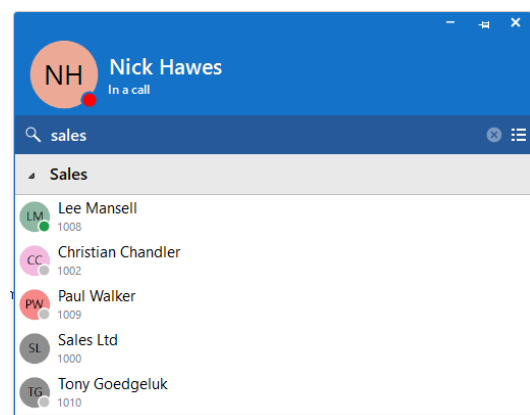 NH
Nick Hawes
In a call
sales
Sales
LM
Lee Mansell
1008
CC
Christian Chandler
1002
PW
Paul Walker
1009
SL
Sales Ltd
1000
TG
Tony Goedgeluk
1010